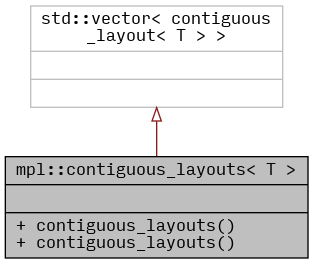 std::vector< contiguous
_layout< T > >
mpl::contiguous_layouts< T >
+ contiguous_layouts()
+ contiguous_layouts()